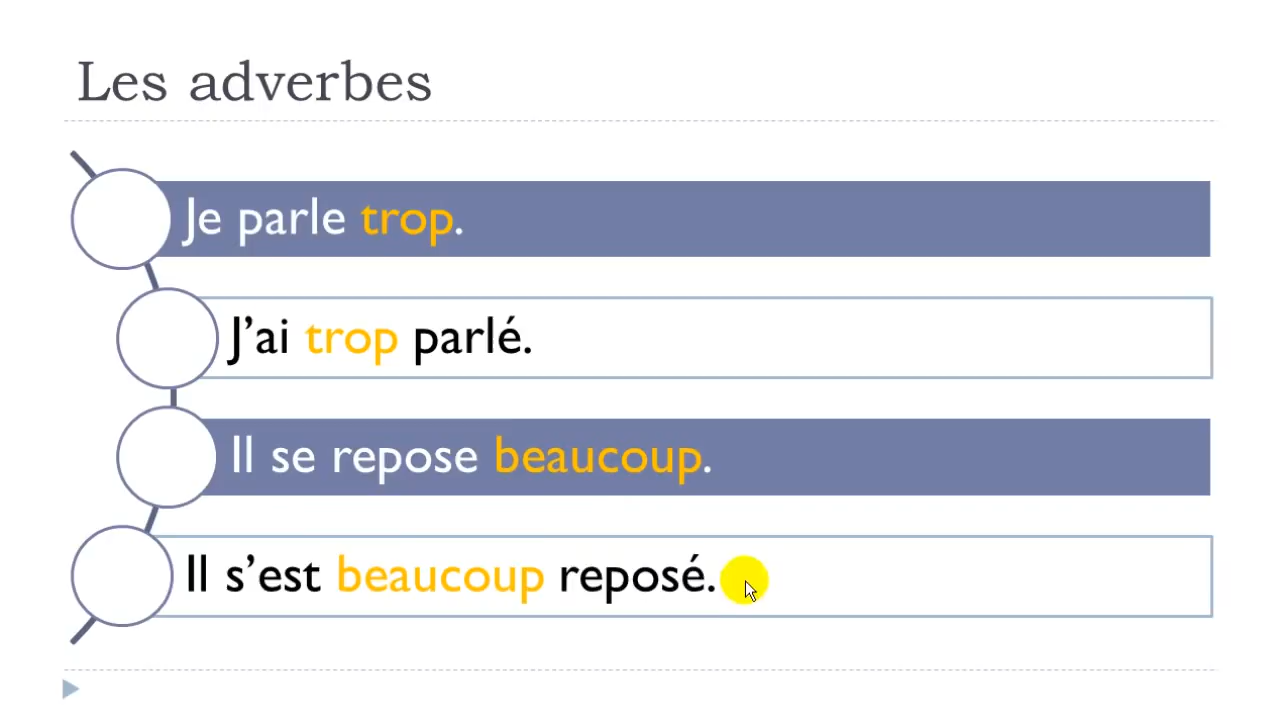 Les adverbes
Je parle trop.
J’ai trop parlé.
Il se repose beaucoup.
Il s’est beaucoup reposé.